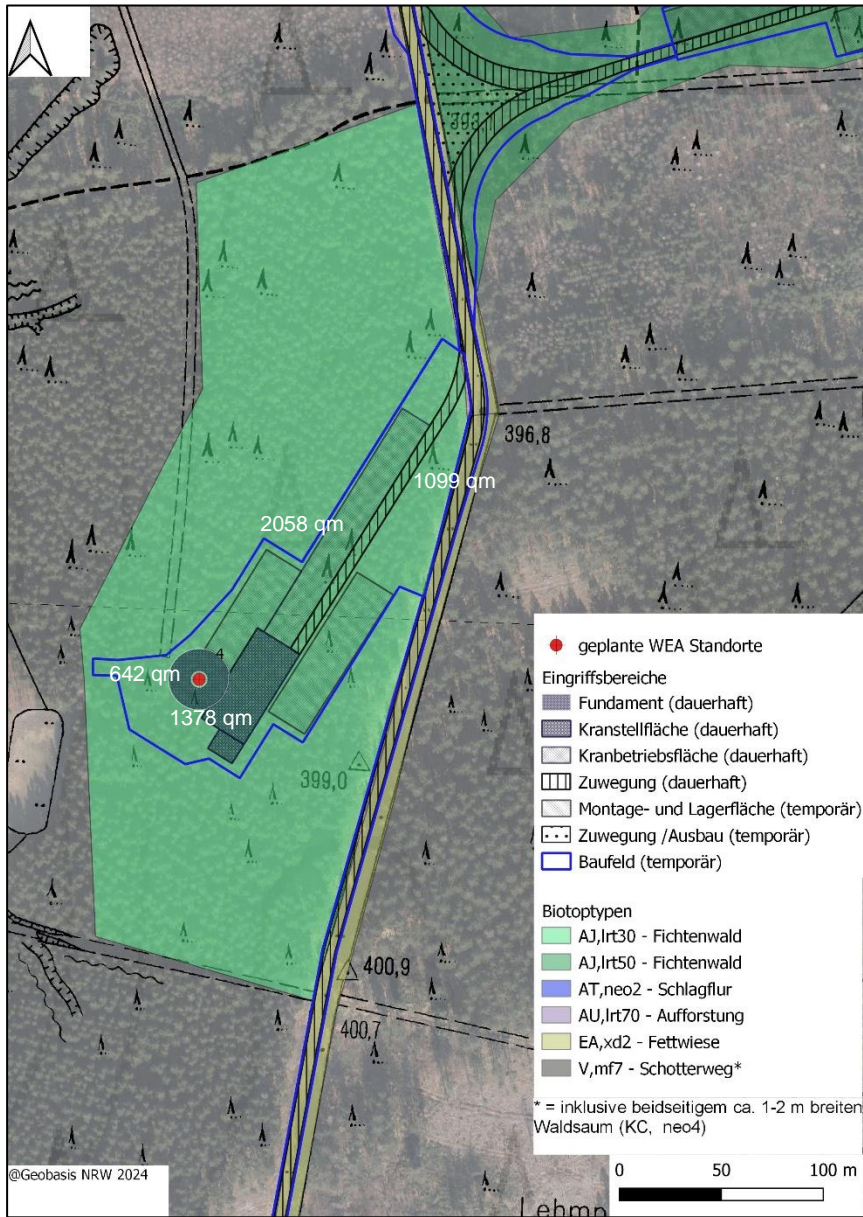 393
396,8
1099 qm
2058 qm
4
642 qm
1378 qm
399,0
400,9
400,7
geplante WEA Standorte
Eingriffsbereiche
Fundament (dauerhaft)
Kranstellfläche (dauerhaft)
Kranbetriebsfläche (dauerhaft)
Zuwegung (dauerhaft)
Montage- und Lagerfläche (temporär)
Zuwegung /Ausbau (temporär)
Baufeld (temporär)
Biotoptypen
AJ,lrt30 - Fichtenwald
AJ,lrt50 - Fichtenwald
AT,neo2 - Schlagflur
AU,lrt70 - Aufforstung
EA,xd2 - Fettwiese
V,mf7 - Schotterweg*
* = inklusive beidseitigem ca. 1-2 m breiten
Waldsaum (KC, neo4)
0 50 100 m
@Geobasis NRW 2024
Lehmp